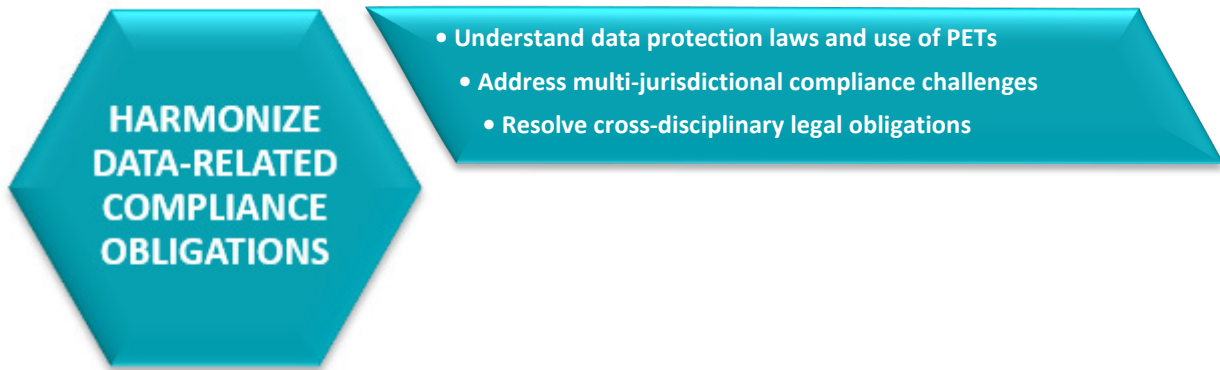 HARMONIZE
DATA-RELATED
COMPLIANCE
OBLIGATIONS
• Understand data protection laws and use of PETs
• Address multi-jurisdictional compliance challenges
• Resolve cross-disciplinary legal obligations